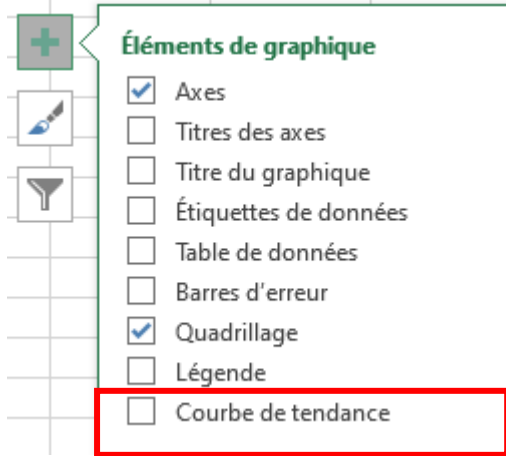 Éléments de graphique
Axes
Titres des axes
Titre du graphique
Étiquettes de données
Table de données
Barres d'erreur
Quadrillage
Légende
Courbe de tendance